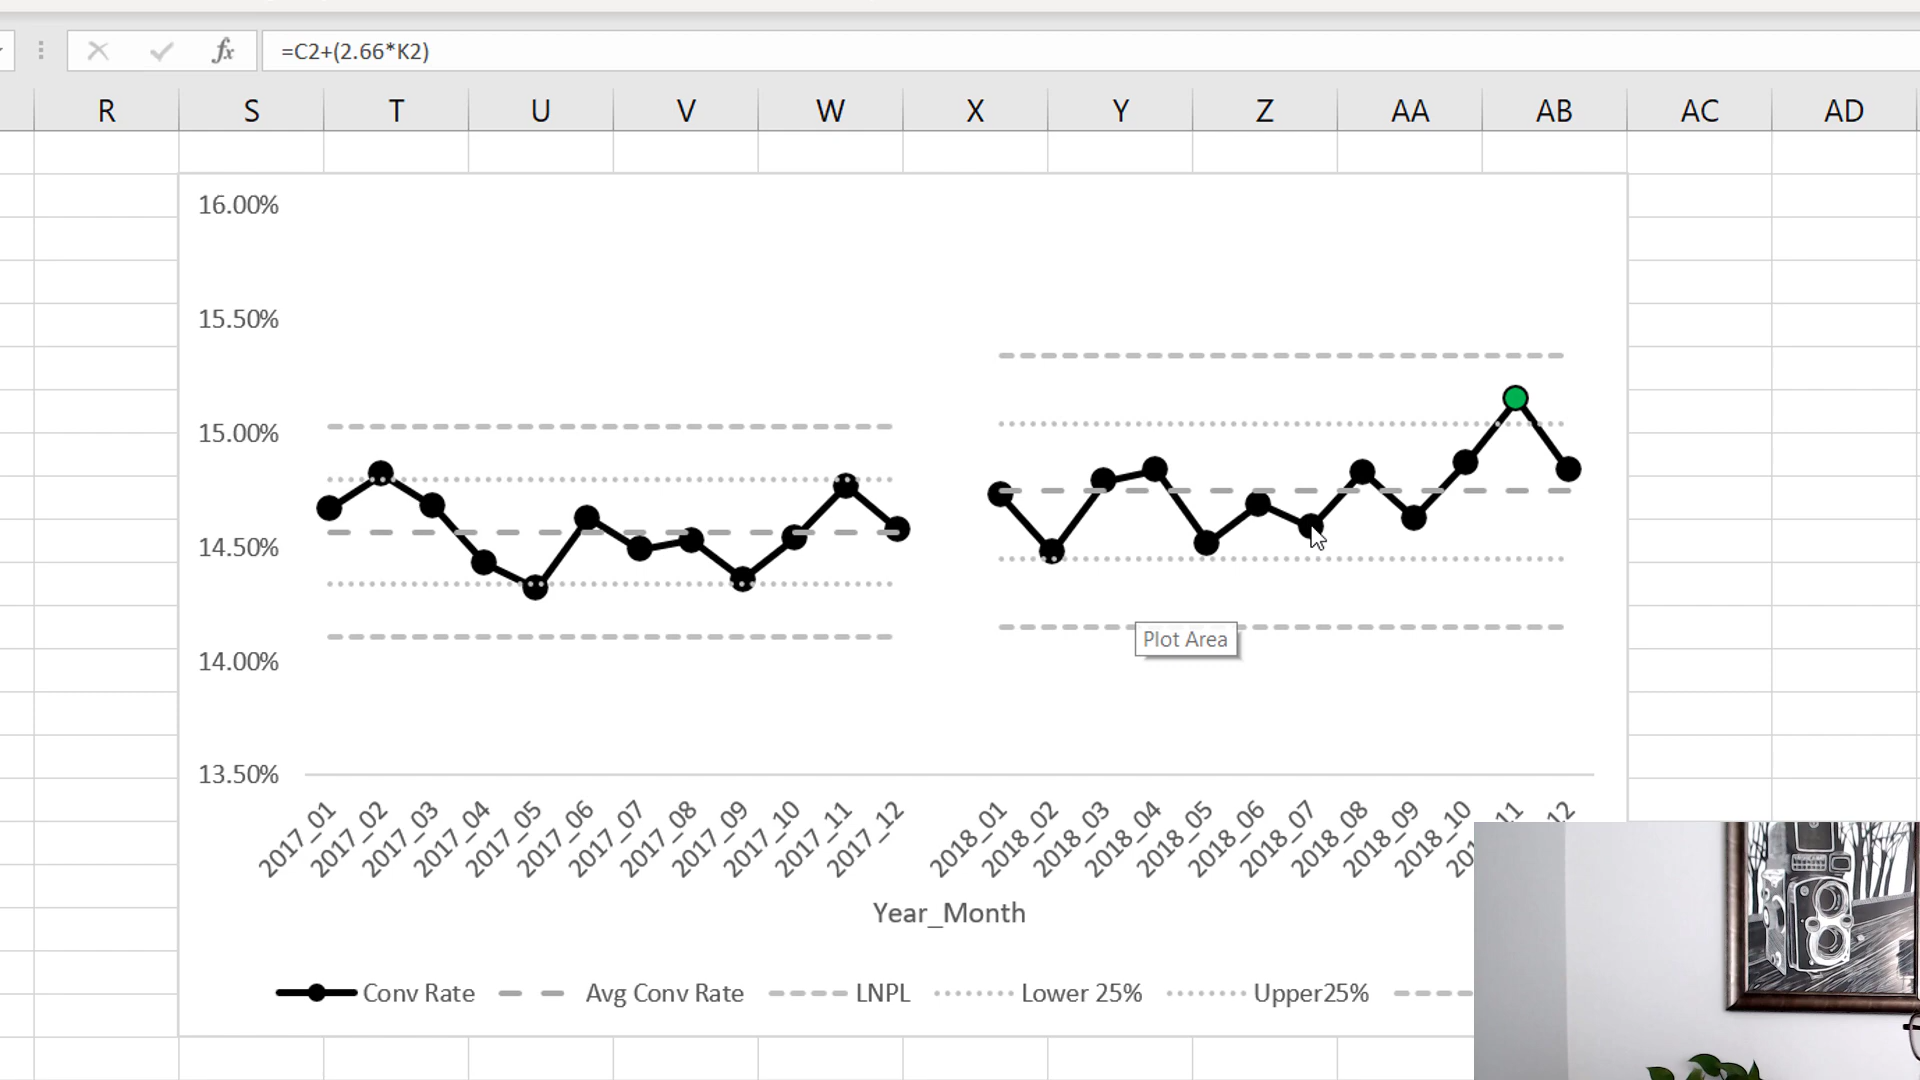 =C2+(2.66*K2)
R S T U V W X Y Z AA AB AC AD
16.00%
15.50%
15.00%
14.50%
14.00%
13.50%
Plot Area
2017_01 2017_02 2017_03 2017_04 2017_05 2017_06 2017_07 2017_08 2017_09 2017_10 2017_11 2017_12 2018_01 2018_02 2018_03 2018_04 2018_05 2018_06 2018_07 2018_08 2018_09 2018_10
Year_Month
Conv Rate Avg Conv Rate LNPL Lower 25% Upper25%